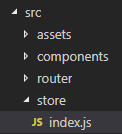 src
assets
components
router
store
JS index.js